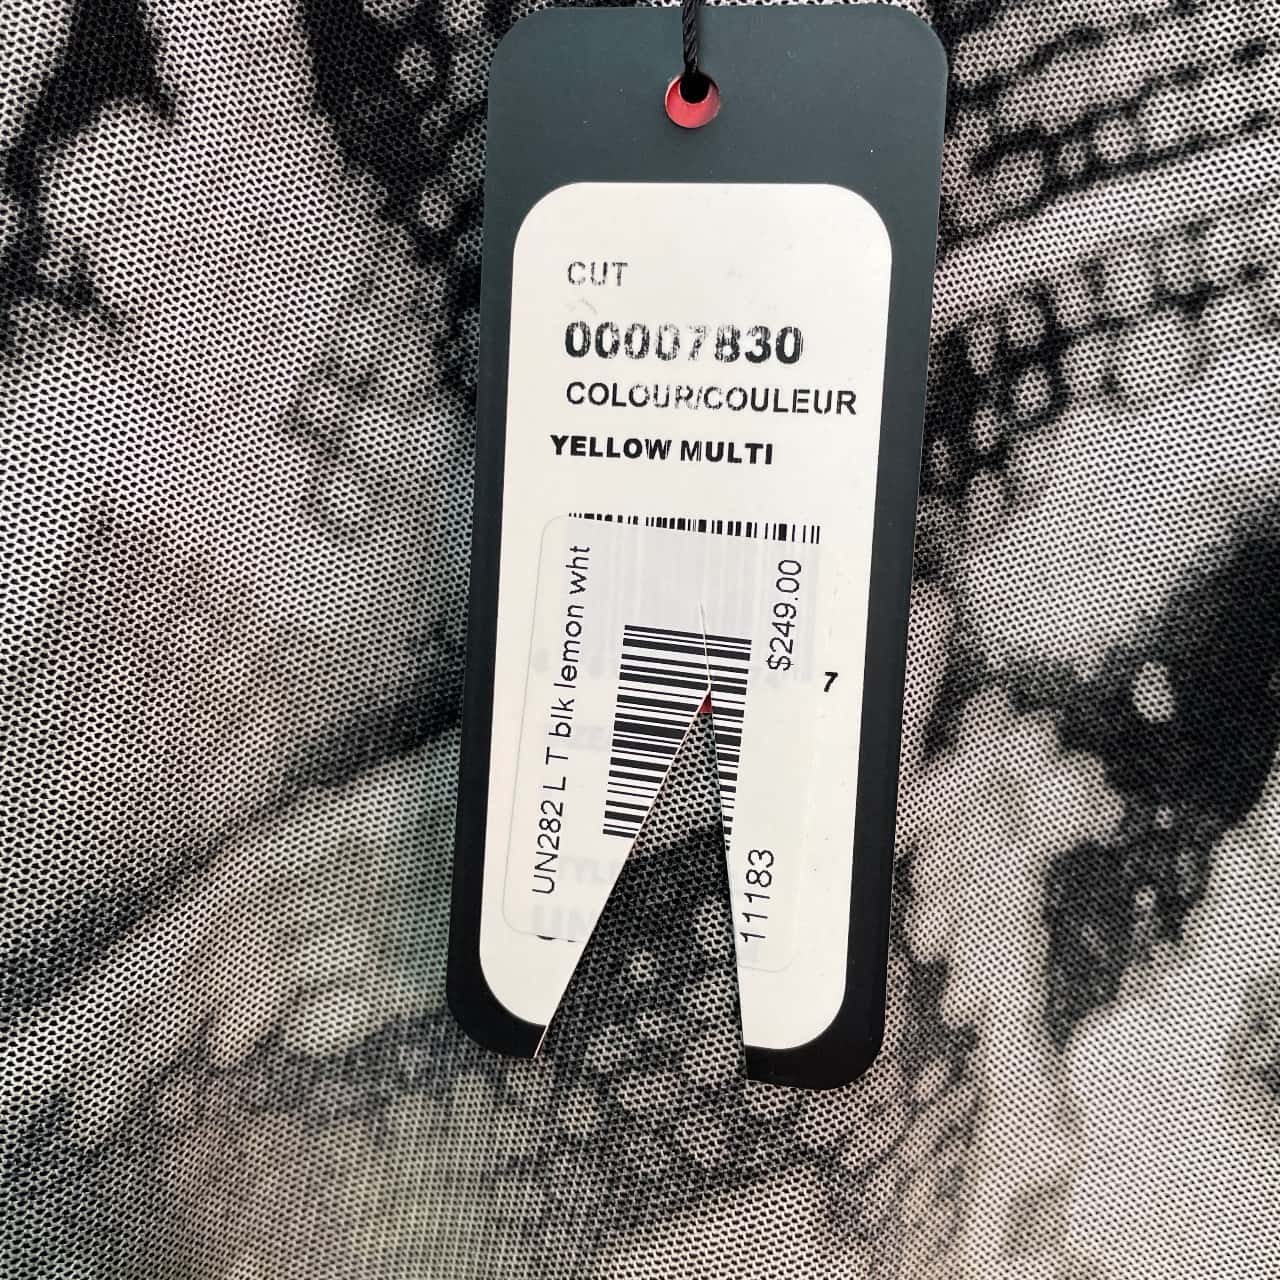 CUT
00007830
COLOUR/COULEUR
YELLOW MULTI
UN282 L T blk lemon wht
$249.00
7
11183